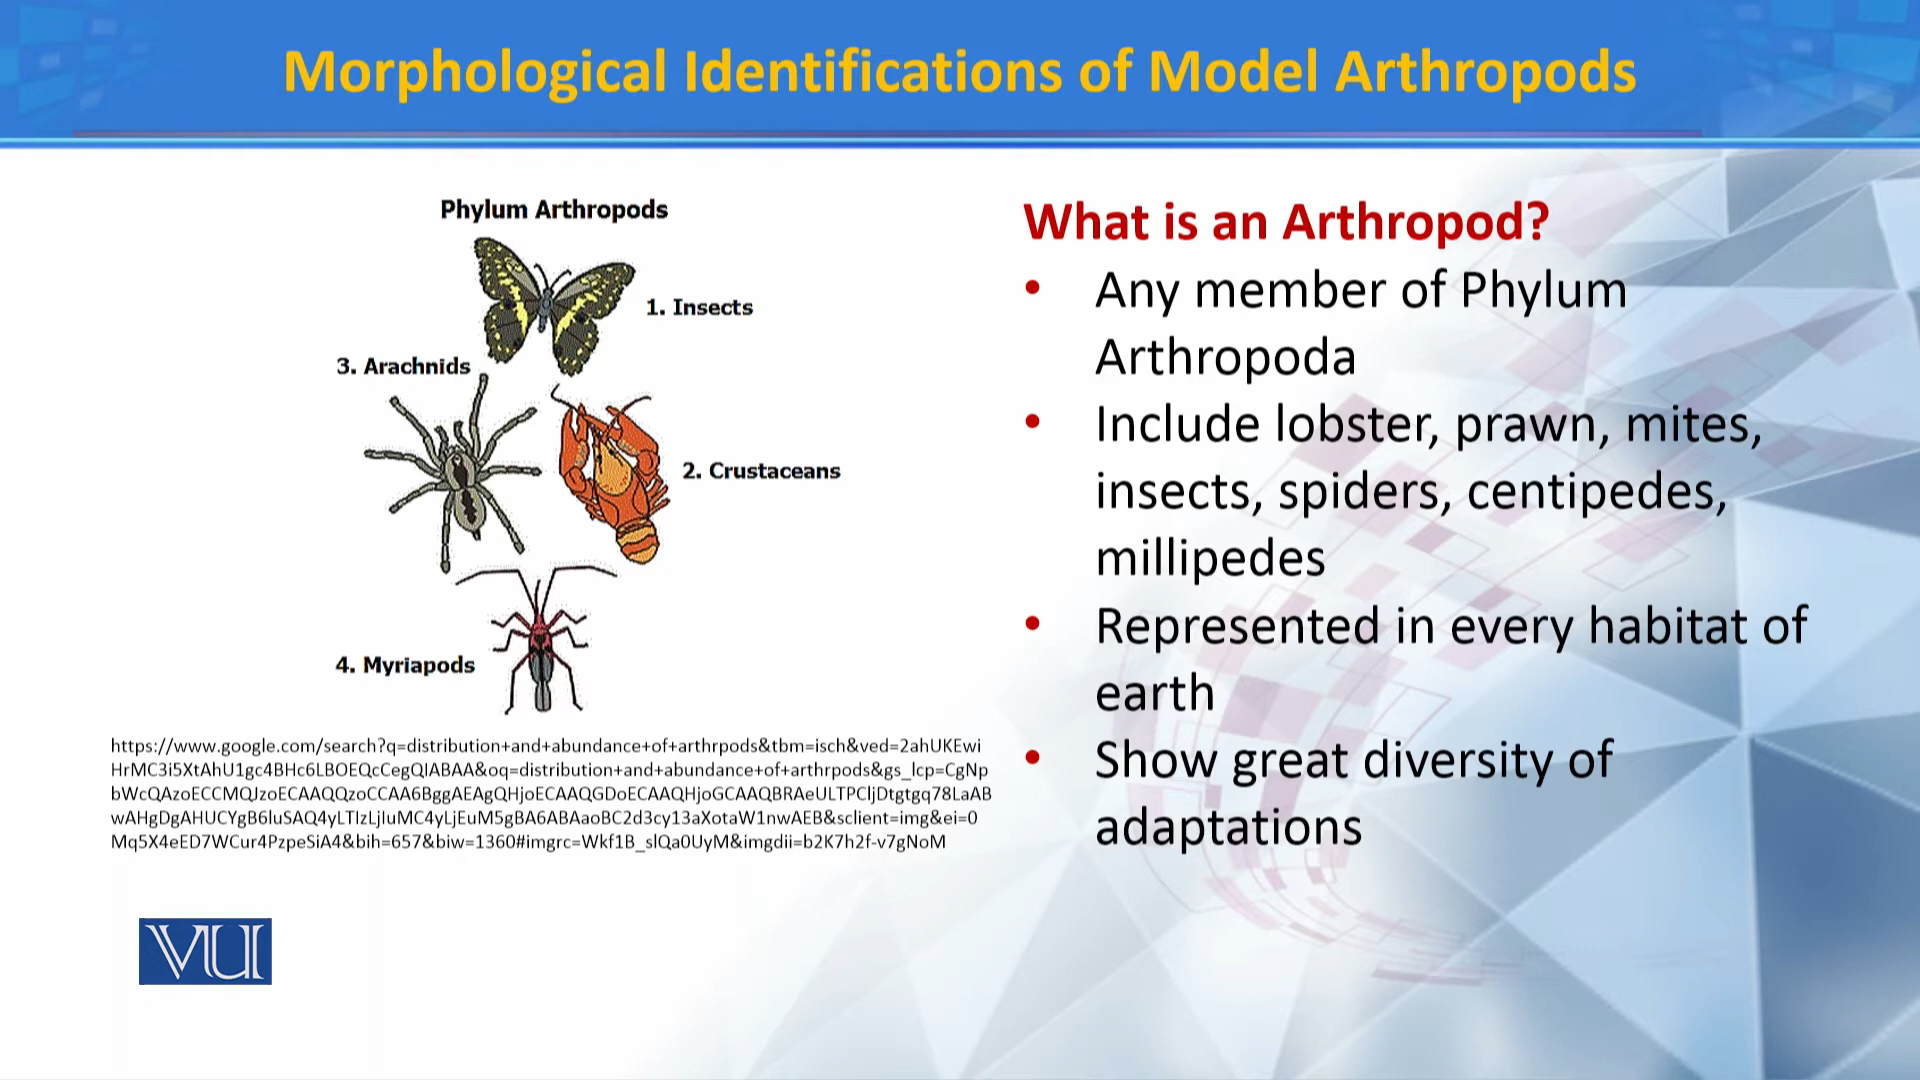 Morphological Identifications of Model Arthropods
Phylum Arthropods
1. Insects
3. Arachnids
2. Crustaceans
4. Myriapods
https://www.google.com/search?q=distribution+and+abundance+of+arthrpods&tbm=isch&ved=2ahUKEwi
HrMC3i5XtAhU1gc4BHc6LBOEQcCegQIABAA&oq=distribution+and+abundance+of+arthrpods&gs_lcp=CgNp
bWcQAzoECCMQJzoECAAQQzoCCAA6BggAEAgQHjoECAAQGDoECAAQHjoGCAAQBRAeULTPCljDtgtgq78LaAB
wAHgDgAHUCYgB6luSAQ4yLTIzLjIuMC4yLjEuM5gBA6ABAaoBC2d3cy13aXotaW1nwAEB&sclient=img&ei=0
Mq5X4eED7WCur4PzpeSiA4&bih=657&biw=1360#imgrc=Wkf1B_slQa0UyM&imgdii=b2K7h2f-v7gNoM
VU
What is an Arthropod?
• Any member of Phylum
Arthropoda
• Include lobster, prawn, mites,
insects, spiders, centipedes,
millipedes
• Represented in every habitat of
earth
• Show great diversity of
adaptations